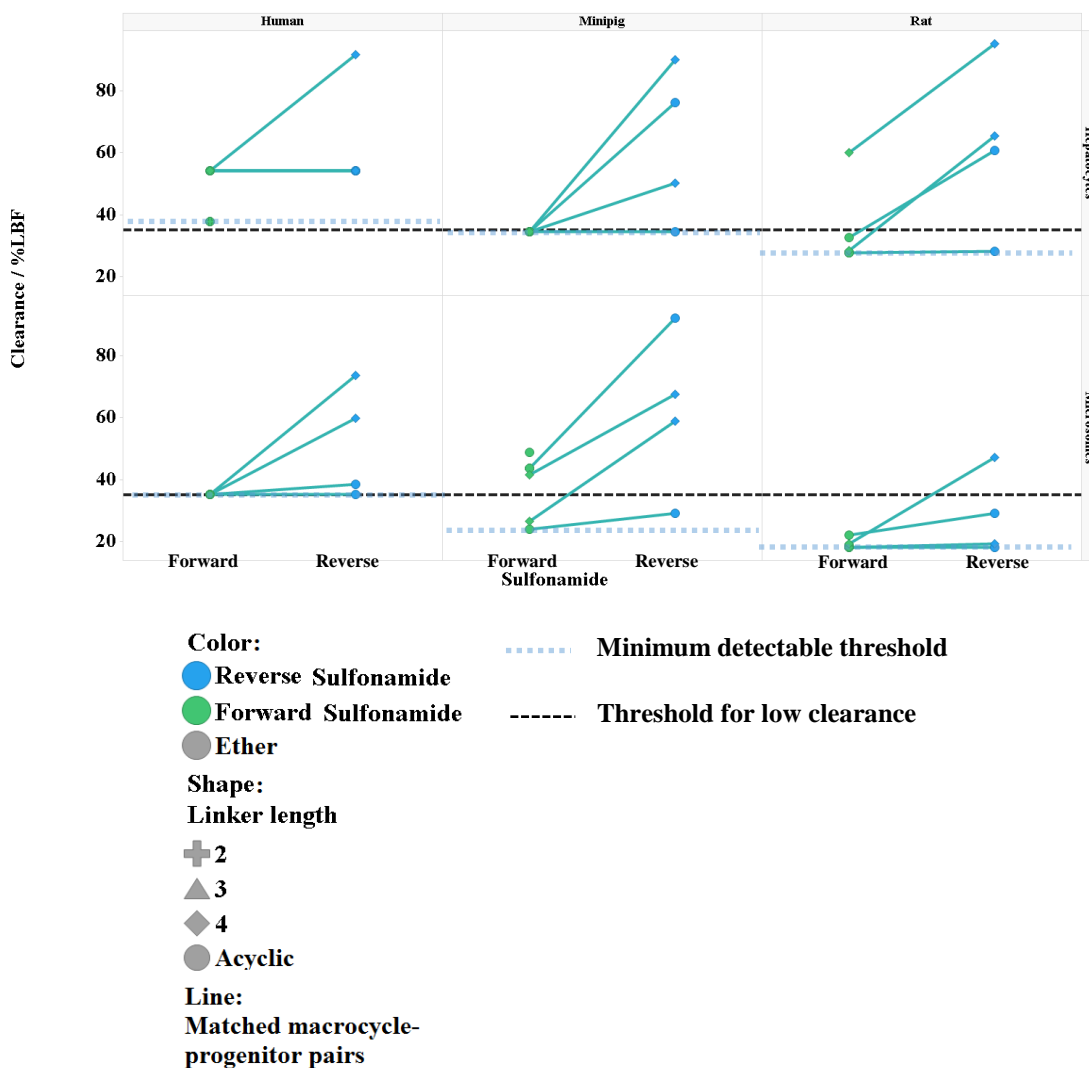 Human
Minipig
Rat
Clearance / %LBF
80
60
40
20
80
60
40
20
Forward
Reverse
Forward
Reverse
Forward
Reverse
Sulfonamide
Color:
Reverse Sulfonamide
Forward Sulfonamide
Ether
Shape:
Linker length
2
3
4
Acyclic
Line:
Matched macrocycle-
progenitor pairs
Minimum detectable threshold
Threshold for low clearance